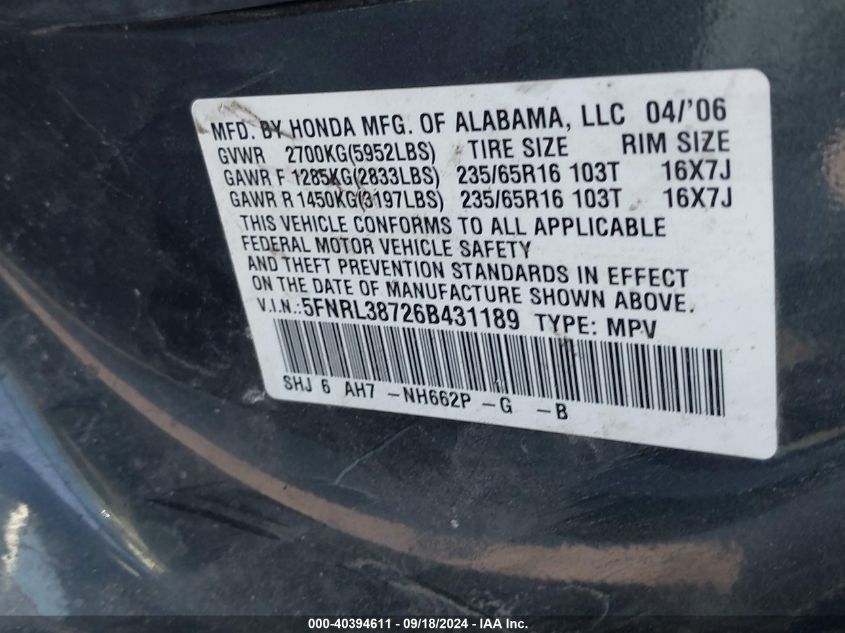 MFD. BY HONDA MFG. OF ALABAMA, LLC 04/'06
GVWR 2700KG(5952LBS) TIRE SIZE RIM SIZE
GAWR F 1285KG(2833LBS) 235/65R16 103T 16X7J
GAWR R 1450KG(3197LBS) 235/65R16 103T 16X7J
THIS VEHICLE CONFORMS TO ALL APPLICABLE
FEDERAL MOTOR VEHICLE SAFETY
AND THEFT PREVENTION STANDARDS IN EFFECT
ON THE DATE OF MANUFACTURE SHOWN ABOVE.
V.I.N.: 5FNRL38726B431189 TYPE: MPV
SHJ 6 AH7 -NH662P -G -B
000-40394611 - 09/18/2024 - © IAA Inc.